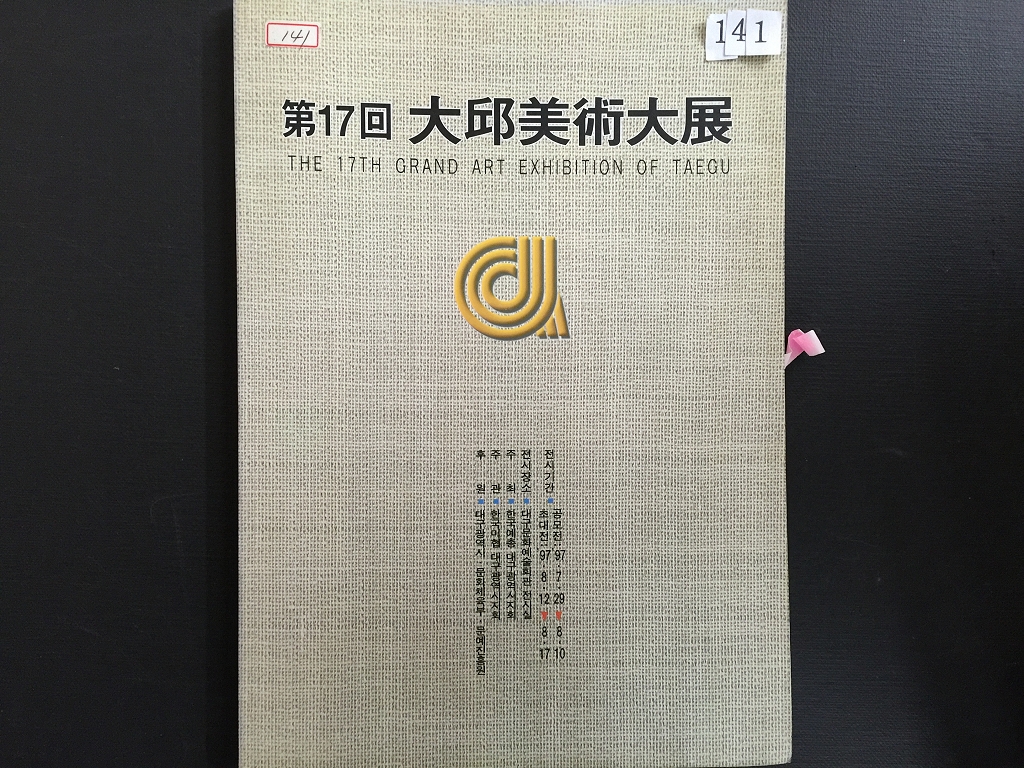 141
141
第17回 大邱美術大展
THE 17TH GRAND ART EXHIBITION OF TAEGU
전시기간 공모전·'97·7·29 8·10
초대전·'97·8·12 8·17
전시장소 대구문화예술회관 전시실
주 최 한국예총 대구광역시지회
주 관 한국미협 대구광역시지회
후 원 대구광역시·문화체육부·문예진흥원